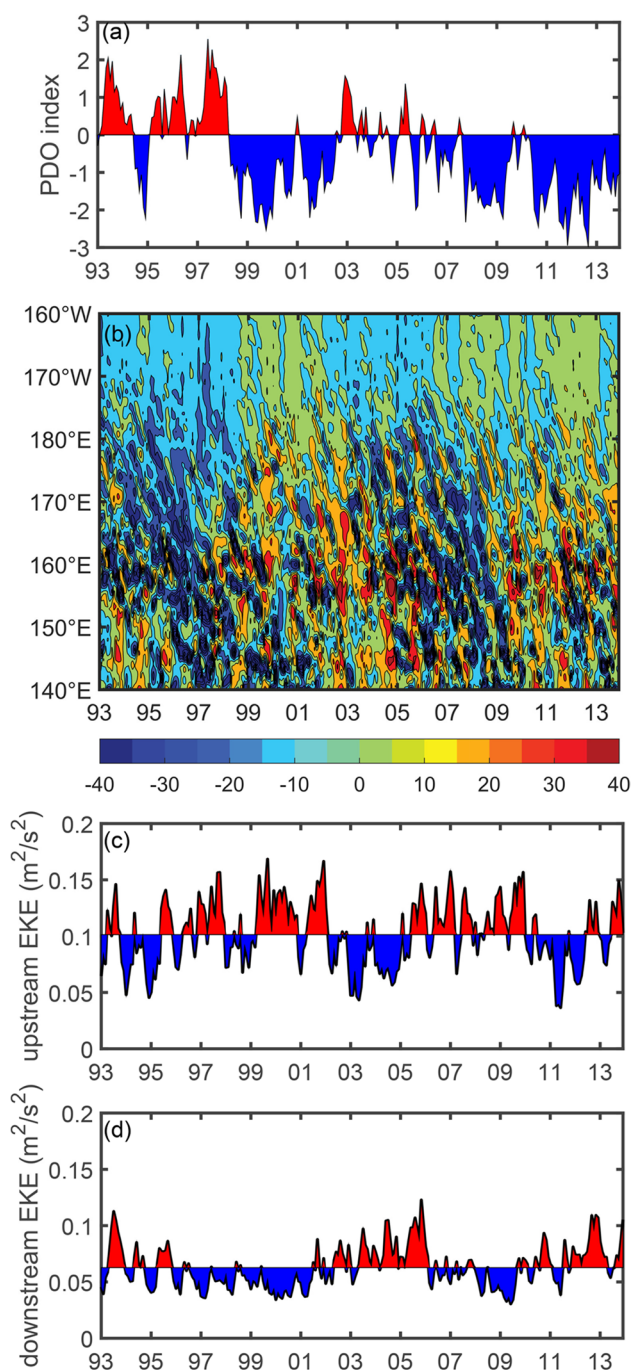 (a)
PDO index
3
2
1
0
-1
-2
-3
93 95 97 99 01 03 05 07 09 11 13
(b)
160°W
170°W
180°E
170°E
160°E
150°E
140°E
93 95 97 99 01 03 05 07 09 11 13
-40 -30 -20 -10 0 10 20 30 40
(c)
upstream EKE (m²/s²)
0.2
0.15
0.1
0.05
0
93 95 97 99 01 03 05 07 09 11 13
(d)
downstream EKE (m²/s²)
0.2
0.15
0.1
0.05
0
93 95 97 99 01 03 05 07 09 11 13